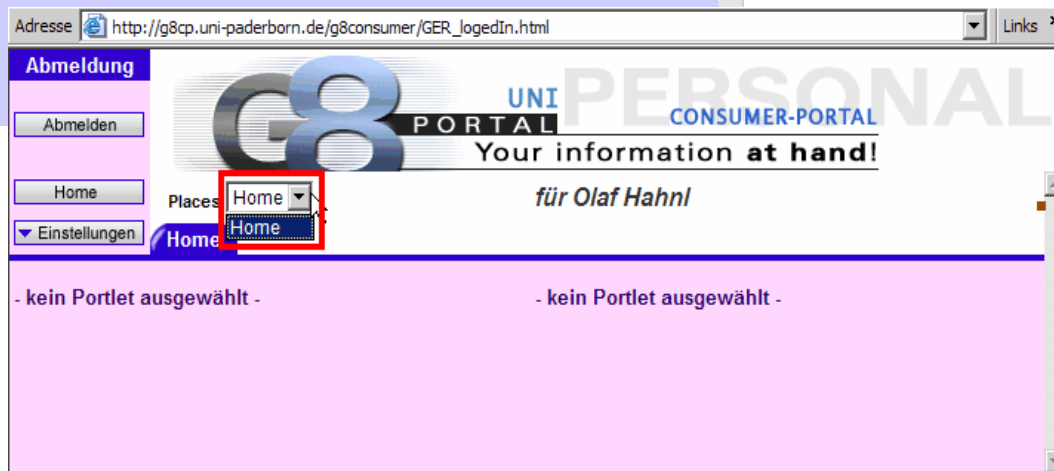 Adresse http://g8cp.uni-paderborn.de/g8consumer/GER_logedIn.html Links
Abmeldung
Abmelden
Home
Einstellungen
G8
UNI
PERSONAL
PORTAL
CONSUMER-PORTAL
Your information at hand!
Places Home
für Olaf Hahnl
Home
Home
- kein Portlet ausgewählt -
- kein Portlet ausgewählt -